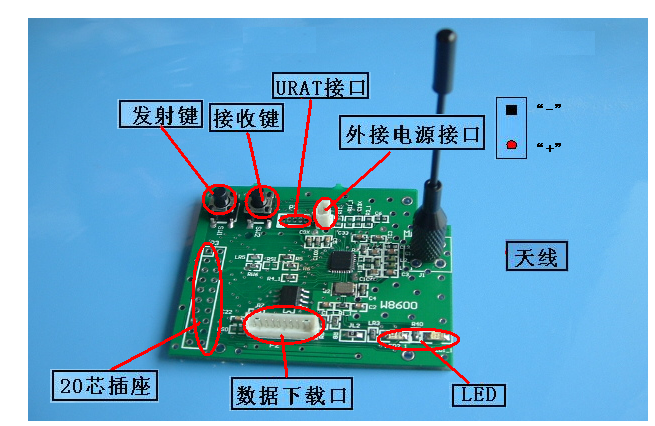 URAT接口
发射键
接收键
外接电源接口
“-”
“+”
天线
W8600
20芯插座
数据下载口
LED